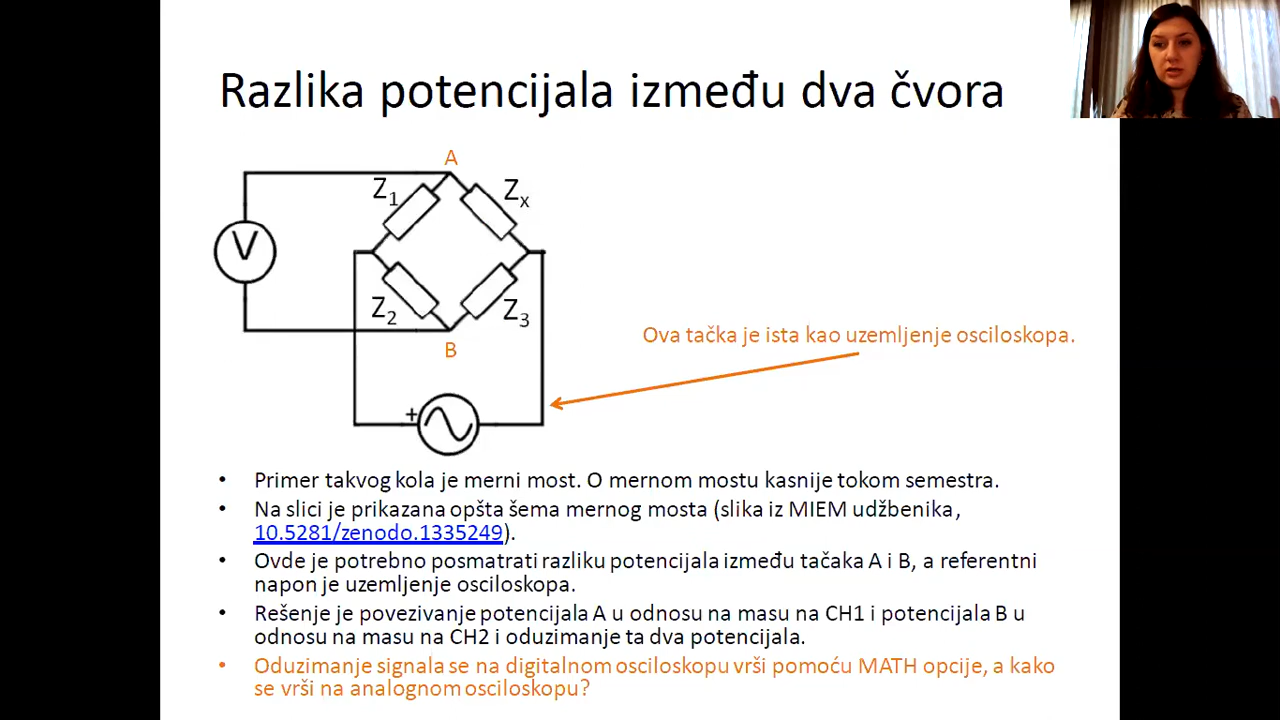 Razlika potencijala između dva čvora
A
Z1
Zx
V
Z2
Z3
B
Ova tačka je ista kao uzemljenje osciloskopa.
+
• Primer takvog kola je merni most. O mernom mostu kasnije tokom semestra.
• Na slici je prikazana opšta šema mernog mosta (slika iz MIEM udžbenika,
10.5281/zenodo.1335249).
• Ovde je potrebno posmatrati razliku potencijala između tačaka A i B, a referentni
napon je uzemljenje osciloskopa.
• Rešenje je povezivanje potencijala A u odnosu na masu na CH1 i potencijala B u
odnosu na masu na CH2 i oduzimanje ta dva potencijala.
• Oduzimanje signala se na digitalnom osciloskopu vrši pomoću MATH opcije, a kako
se vrši na analognom osciloskopu?